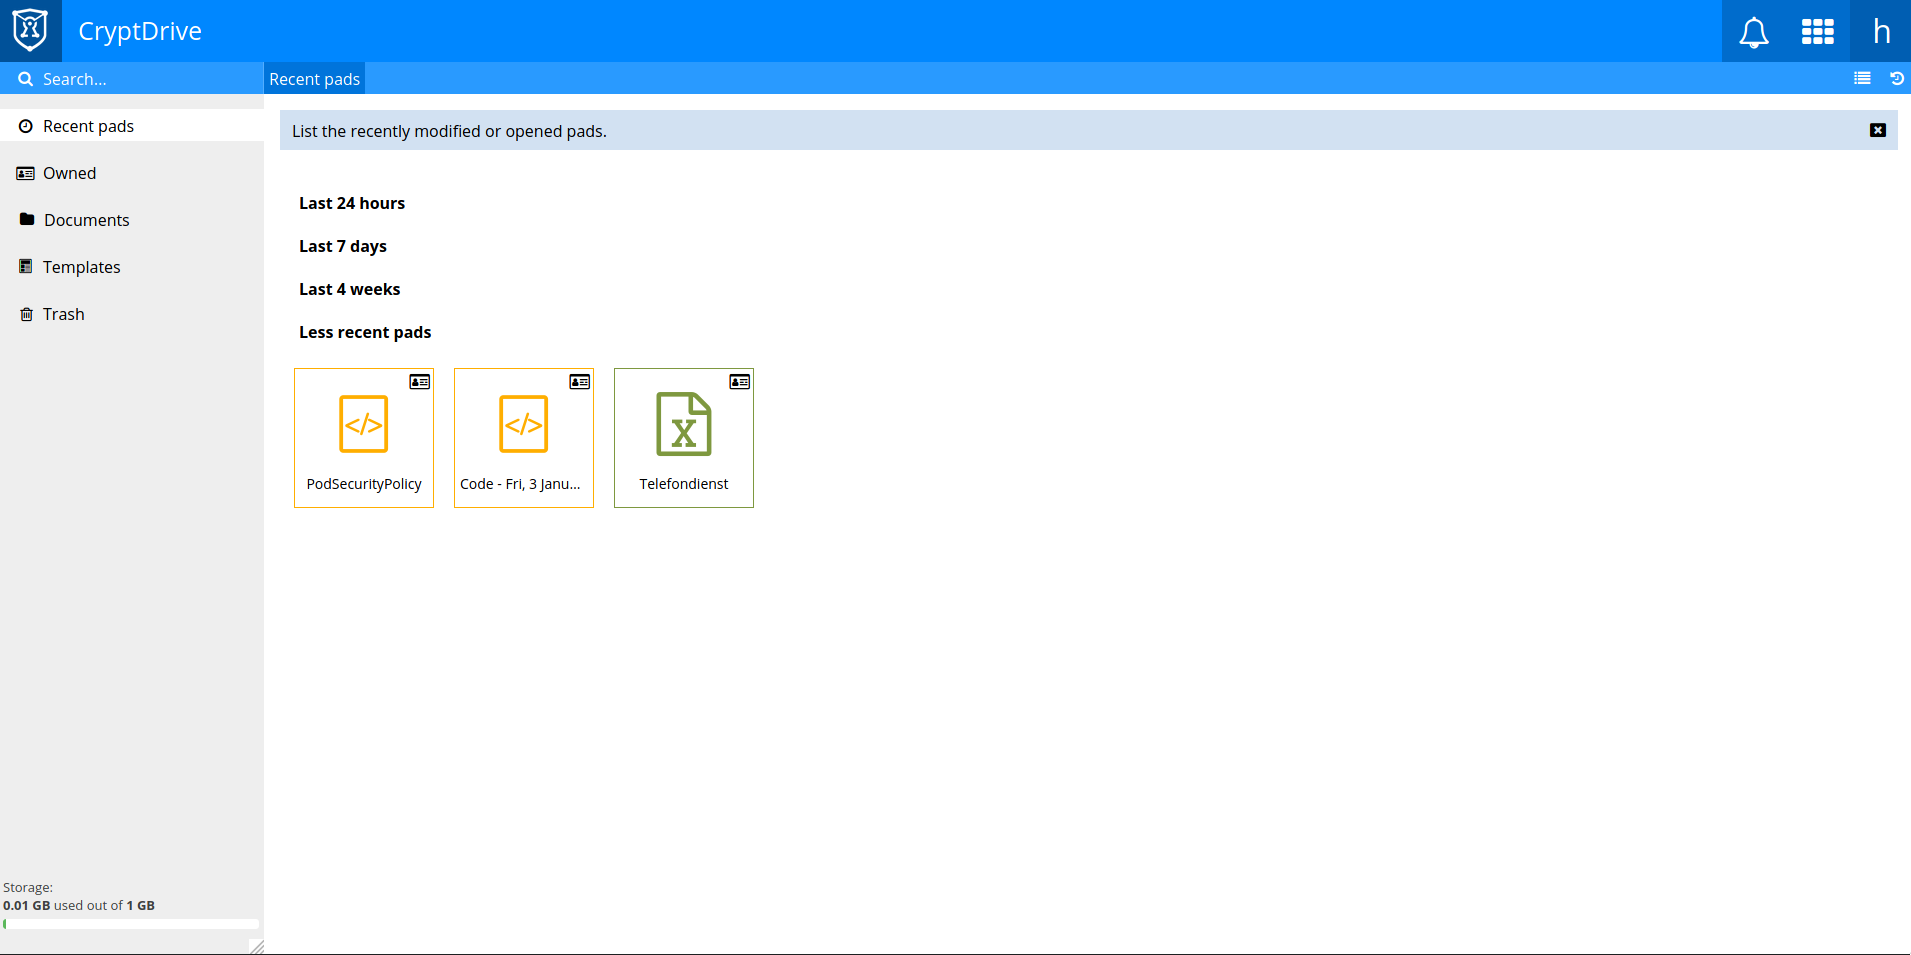 CryptDrive
h
Search...
Recent pads
Recent pads
Owned
Documents
Templates
Trash
List the recently modified or opened pads.
Last 24 hours
Last 7 days
Last 4 weeks
Less recent pads
PodSecurityPolicy
Code - Fri, 3 Janu...
Telefondienst
Storage:
0.01 GB used out of 1 GB